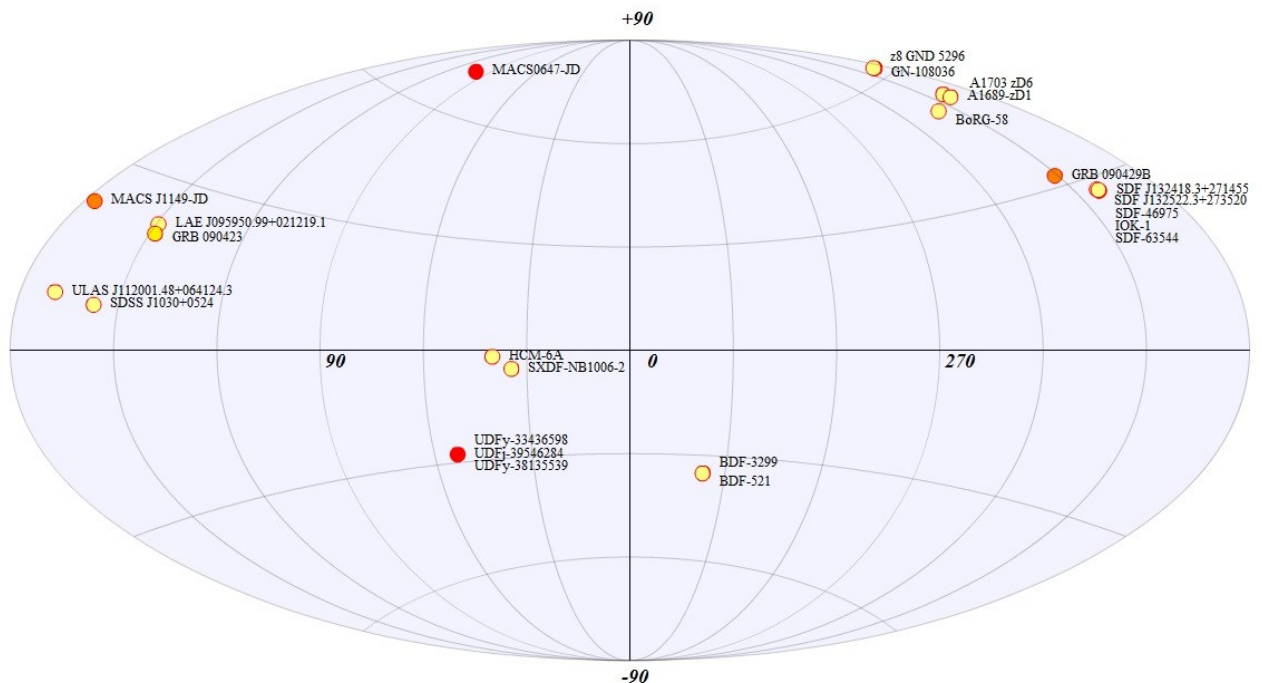 +90
z8 GND 5296
MACS0647-JD
GN-108036
A1703 zD6
A1689-zD1
BøRG-58
GRB 090429B
MACS J1149-JD
SDF J132418.3+271455
SDF J132522.3+273520
SDF-46975
IOK-1
SDF-63544
LAE J095950.99+021219.1
GRB 090423
ULAS J112001.48+064124.3
SDSS J1030+0524
HCM-6A
SXDF-NB1006-2
90
0
270
UDFy-33436598
UDFj-39546284
UDFy-38135539
BDF-3299
BDF-521
-90